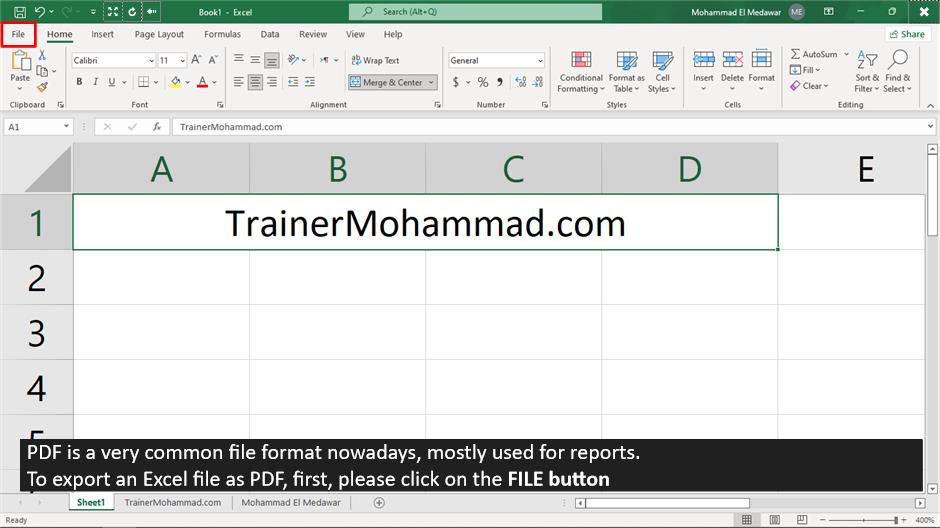 Book1 - Excel
Search (Alt+Q)
Mohammad El Medawar ME
File Home Insert Page Layout Formulas Data Review View Help Share
Paste
Calibri 11 A A
B I U A
ab Wrap Text
Merge & Center
General
$ % 9
Conditional Formatting
Format as Table
Cell Styles
Insert Delete Format
AutoSum
Fill
Clear
Sort & Filter
Find & Select
Clipboard Font Alignment Number Styles Cells Editing
A1 fx TrainerMohammad.com
A B C D E
1 TrainerMohammad.com
2
3
4
PDF is a very common file format nowadays, mostly used for reports.
To export an Excel file as PDF, first, please click on the FILE button
Sheet1 TrainerMohammad.com Mohammad El Medawar
Ready 400%